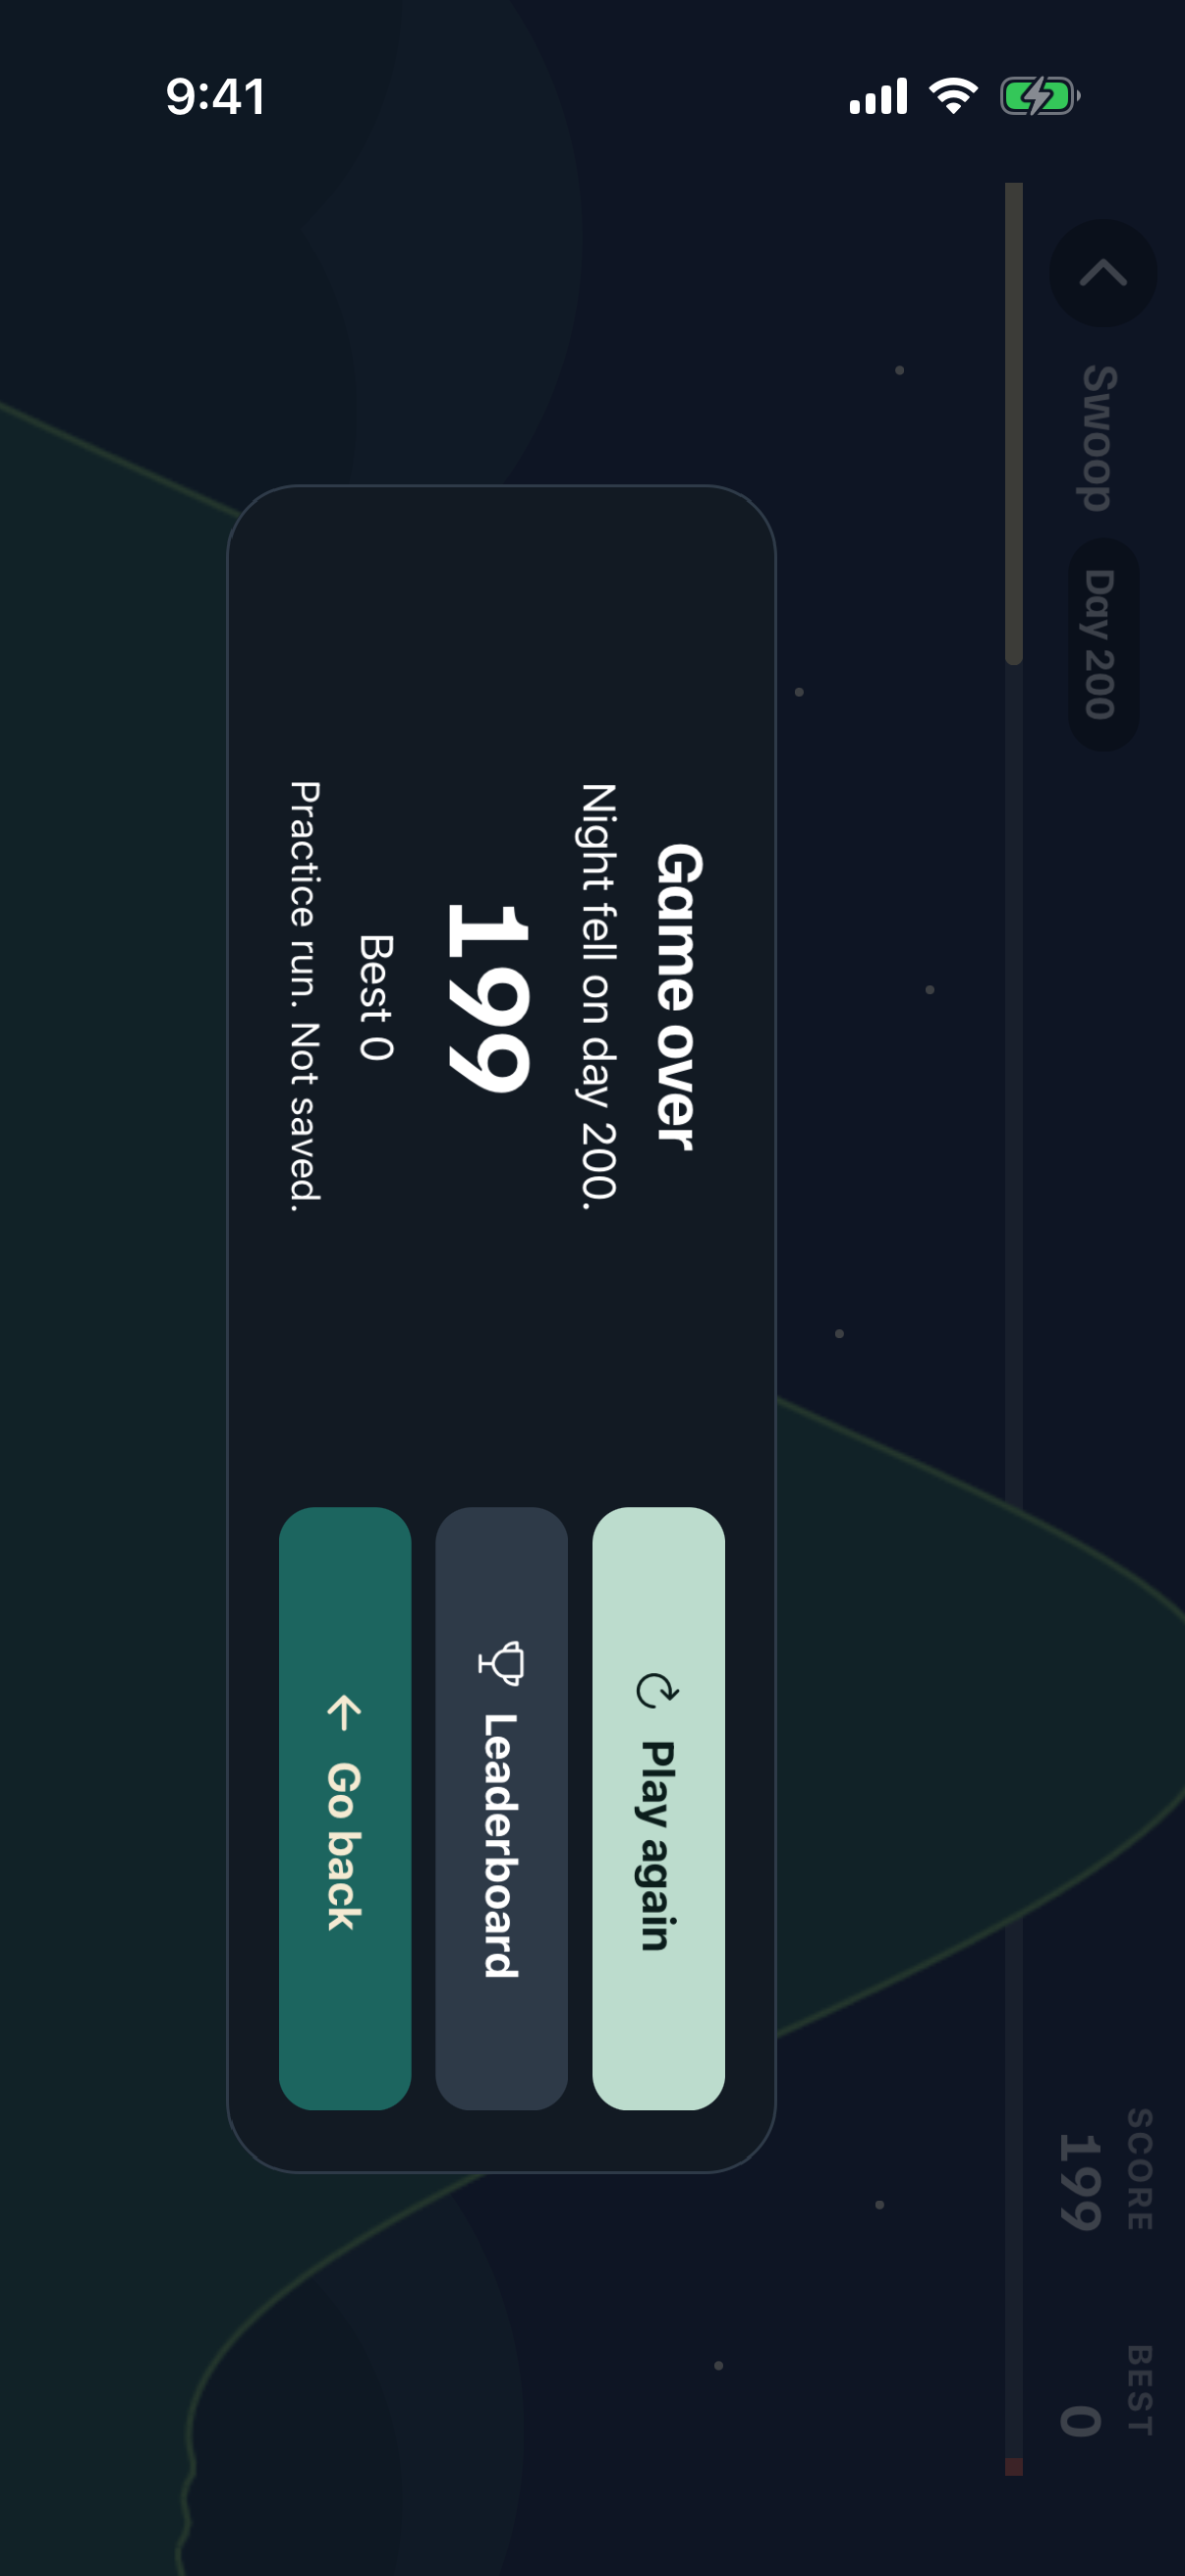 9:41
Swoop
Day 200
SCORE
199
BEST
0
Game over
Night fell on day 200.
199
Best 0
Practice run. Not saved.
Play again
Leaderboard
Go back